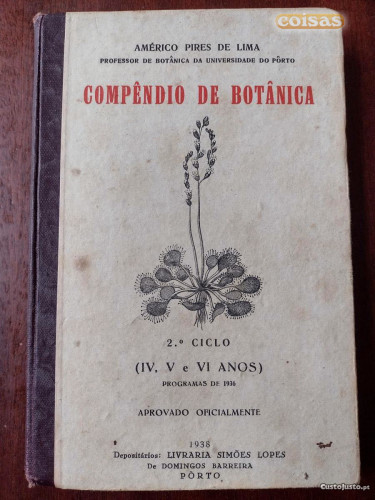 coisas
AMÉRICO PIRES DE LIMA
PROFESSOR DE BOTÂNICA DA UNIVERSIDADE DO PÔRTO
COMPÊNDIO DE BOTÂNICA
2.º CICLO
(IV, V e VI ANOS)
PROGRAMAS DE 1936
APROVADO OFICIALMENTE
1938
Depositários: LIVRARIA SIMÕES LOPES
De DOMINGOS BARREIRA
PÔRTO
CustoJusto.pt